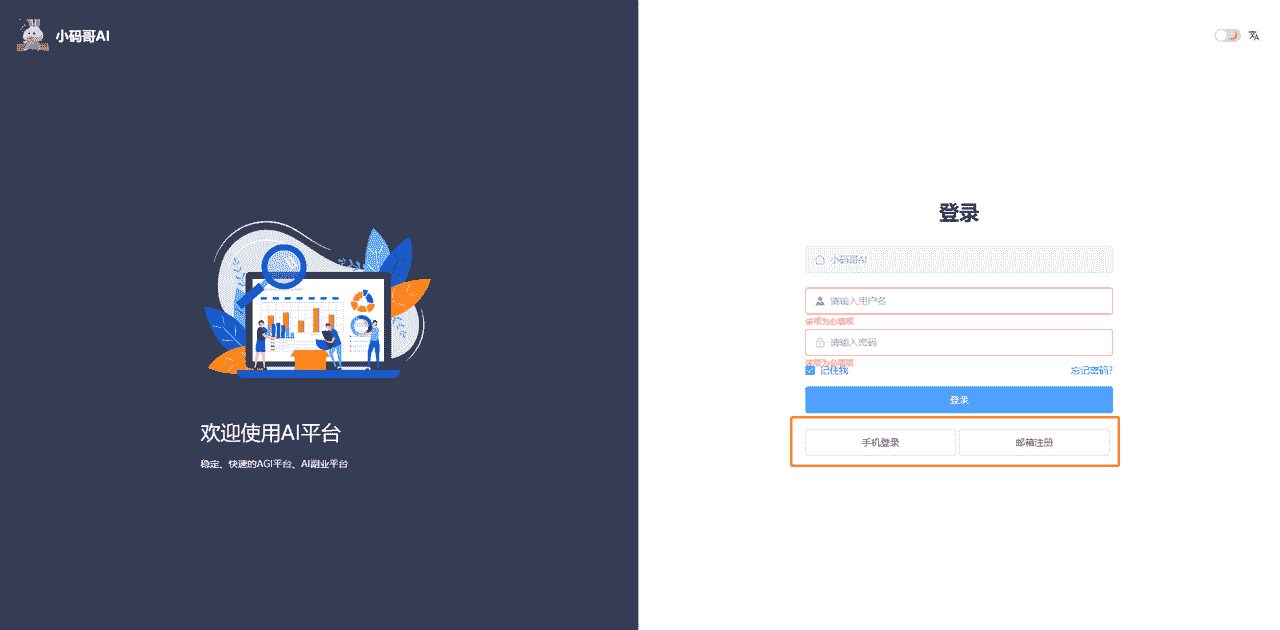 小码哥AI
欢迎使用AI平台
稳定、快速的AGI平台、AI副业平台
登录
小码哥AI
请输入用户名
该项为必填项
请输入密码
该项为必填项
记住我
忘记密码?
登录
手机登录
邮箱注册